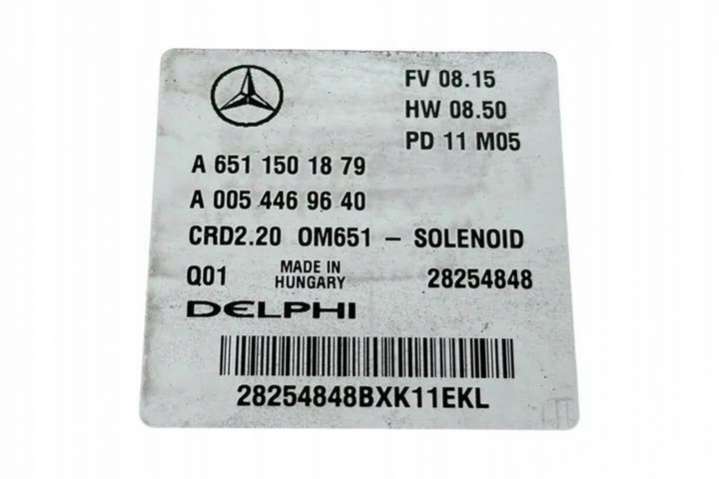 FV 08.15
HW 08.50
PD 11 M05
A 651 150 18 79
A 005 446 96 40
CRD2.20 OM651 - SOLENOID
Q01 MADE IN HUNGARY 28254848
DELPHI
28254848BXK11EKL